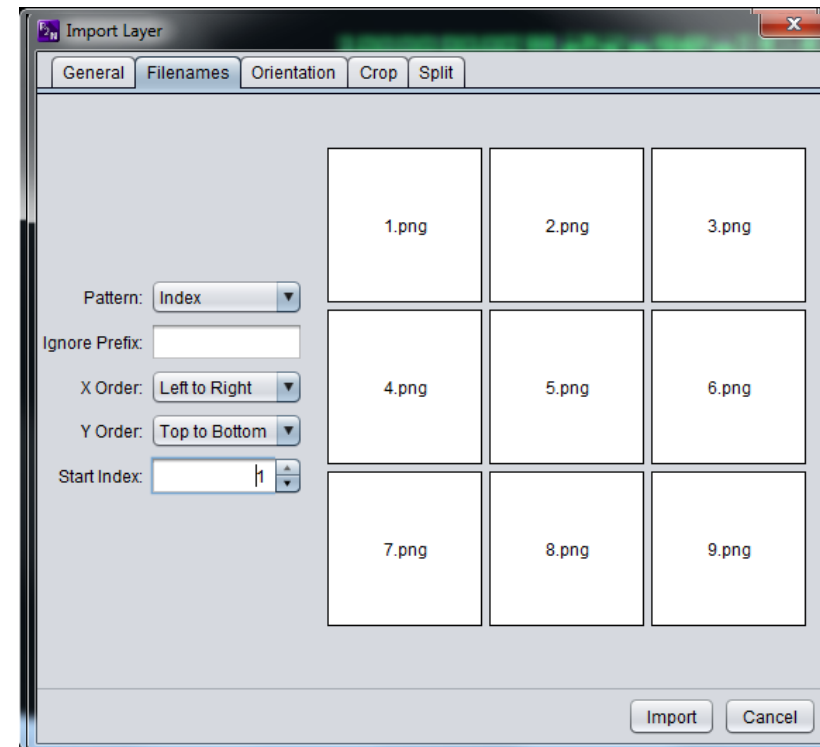 F2N Import Layer
General Filenames Orientation Crop Split
1.png 2.png 3.png
Pattern: Index
Ignore Prefix:
X Order: Left to Right
4.png 5.png 6.png
Y Order: Top to Bottom
Start Index: 1
7.png 8.png 9.png
Import Cancel